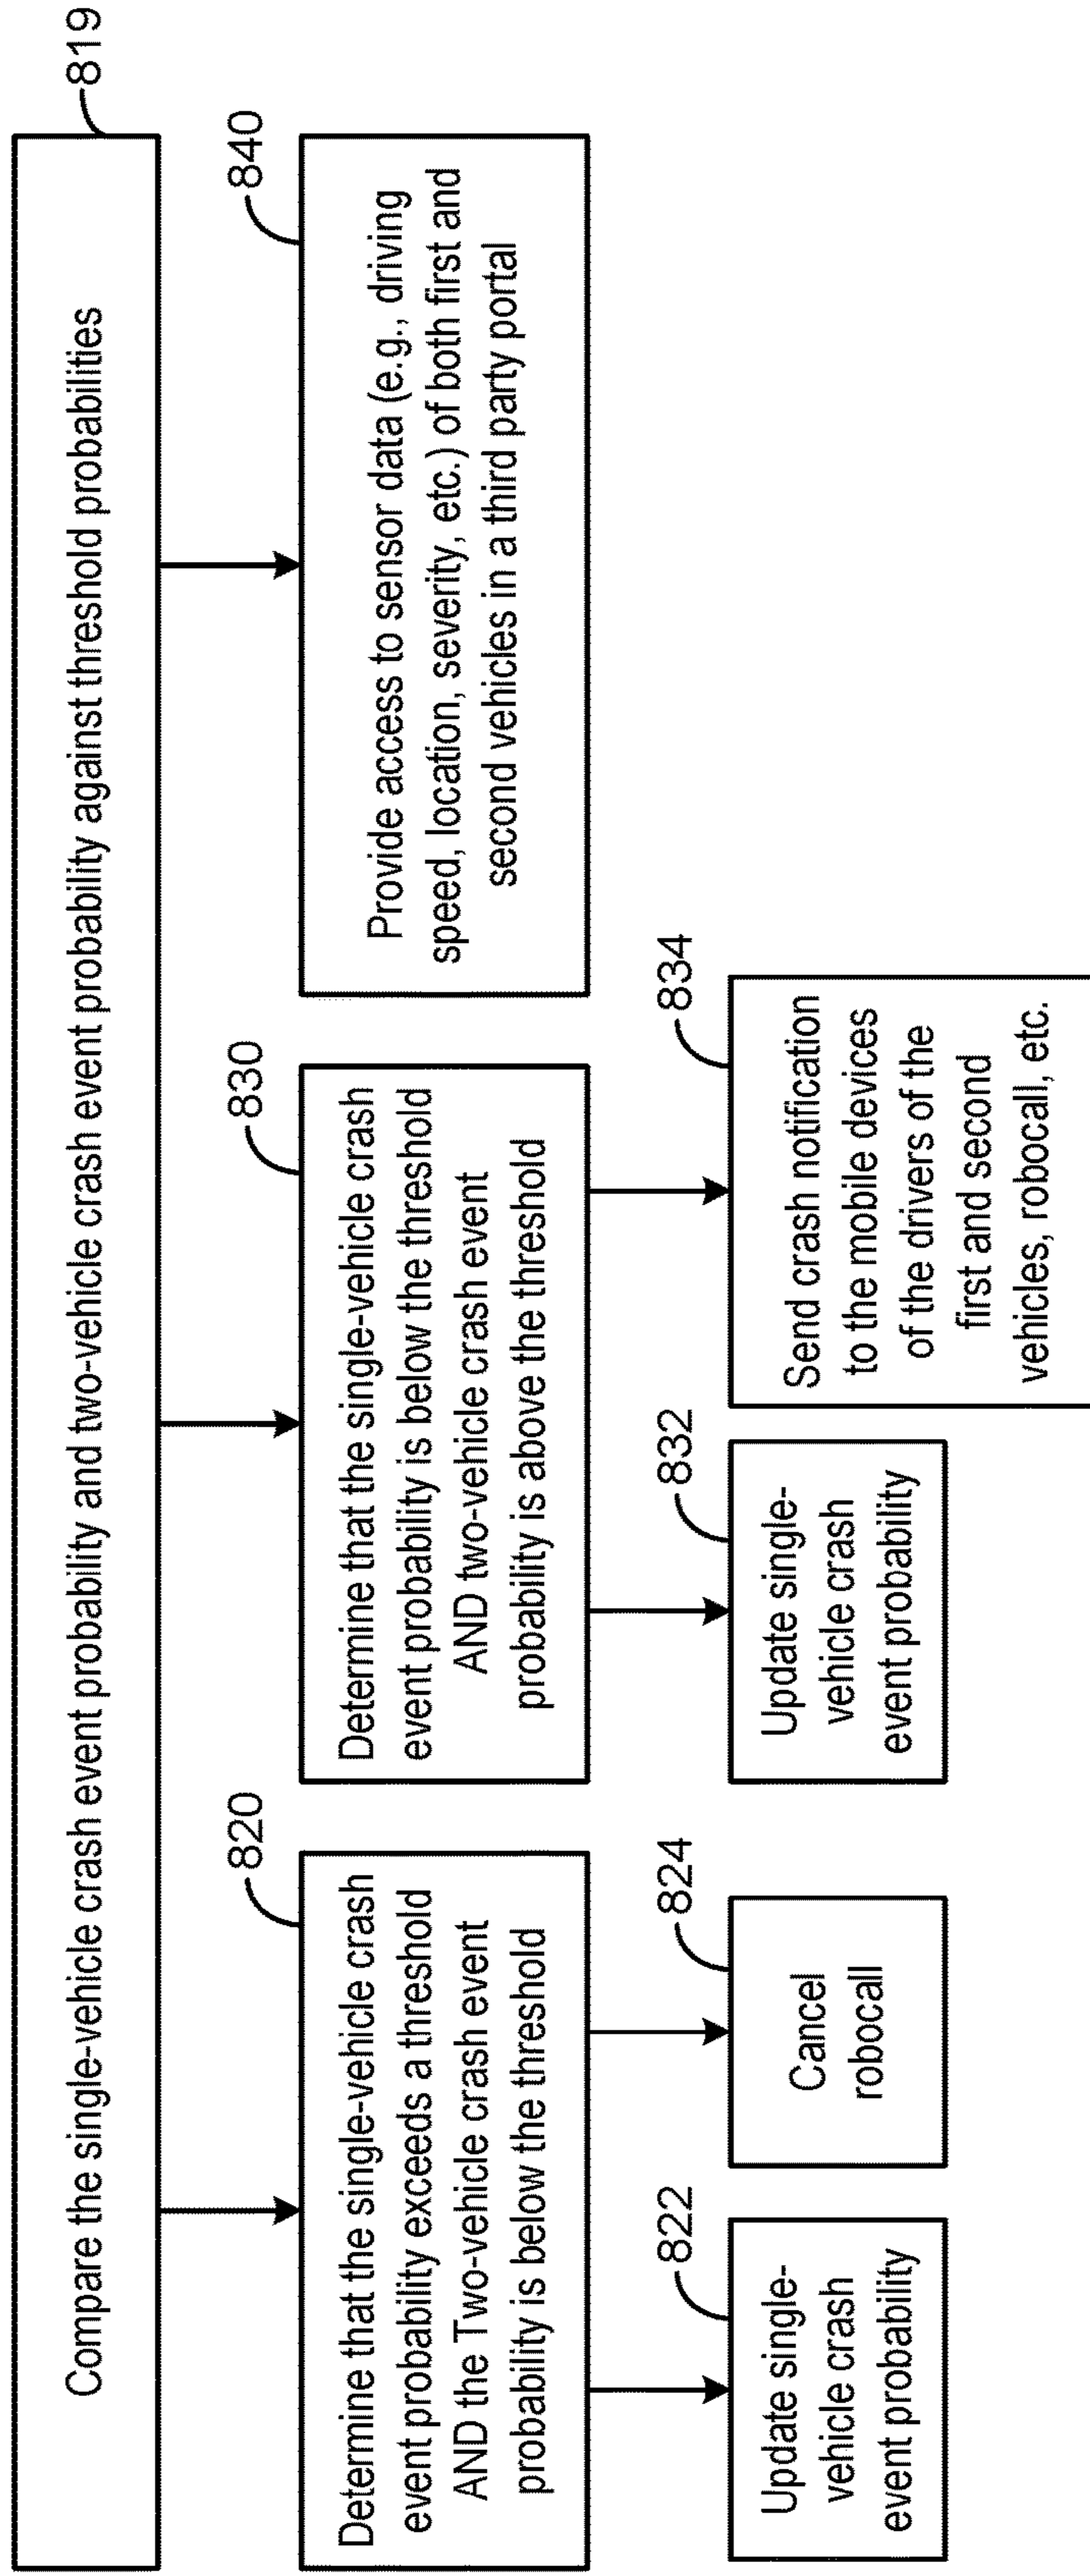 Compare the single-vehicle crash event probability and two-vehicle crash event probability against threshold probabilities
819
820
Determine that the single-vehicle crash
event probability exceeds a threshold
AND the Two-vehicle crash event
probability is below the threshold
830
Determine that the single-vehicle crash
event probability is below the threshold
AND two-vehicle crash event
probability is above the threshold
840
Provide access to sensor data (e.g., driving
speed, location, severity, etc.) of both first and
second vehicles in a third party portal
822
Update single-
vehicle crash
event probability
824
Cancel
robocall
832
Update single-
vehicle crash
event probability
834
Send crash notification
to the mobile devices
of the drivers of the
first and second
vehicles, robocall, etc.